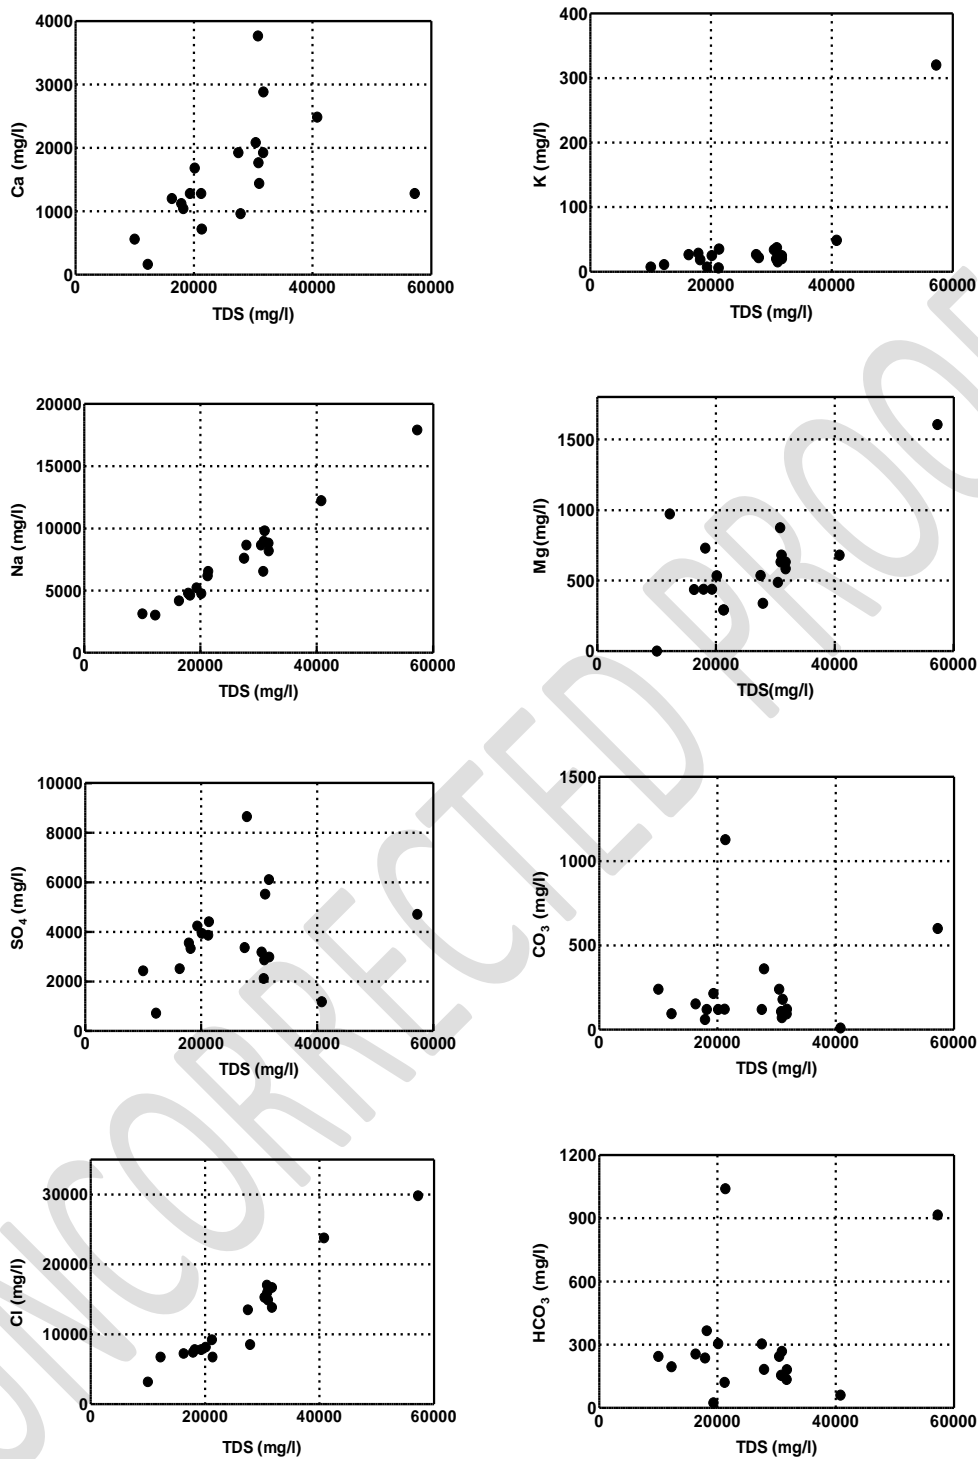 4000
3000
2000
1000
0
Ca (mg/l)
0 20000 40000 60000
TDS (mg/l)
400
300
200
100
0
K (mg/l)
0 20000 40000 60000
TDS (mg/l)
20000
15000
10000
5000
0
Na (mg/l)
0 20000 40000 60000
TDS (mg/l)
1500
1000
500
0
Mg(mg/l)
0 20000 40000 60000
TDS(mg/l)
10000
8000
6000
4000
2000
0
SO₄ (mg/l)
0 20000 40000 60000
TDS (mg/l)
1500
1000
500
0
CO₃ (mg/l)
0 20000 40000 60000
TDS (mg/l)
30000
20000
10000
0
Cl (mg/l)
0 20000 40000 60000
TDS (mg/l)
1200
900
600
300
0
HCO₃ (mg/l)
0 20000 40000 60000
TDS (mg/l)
UNCORRECTED PROOF